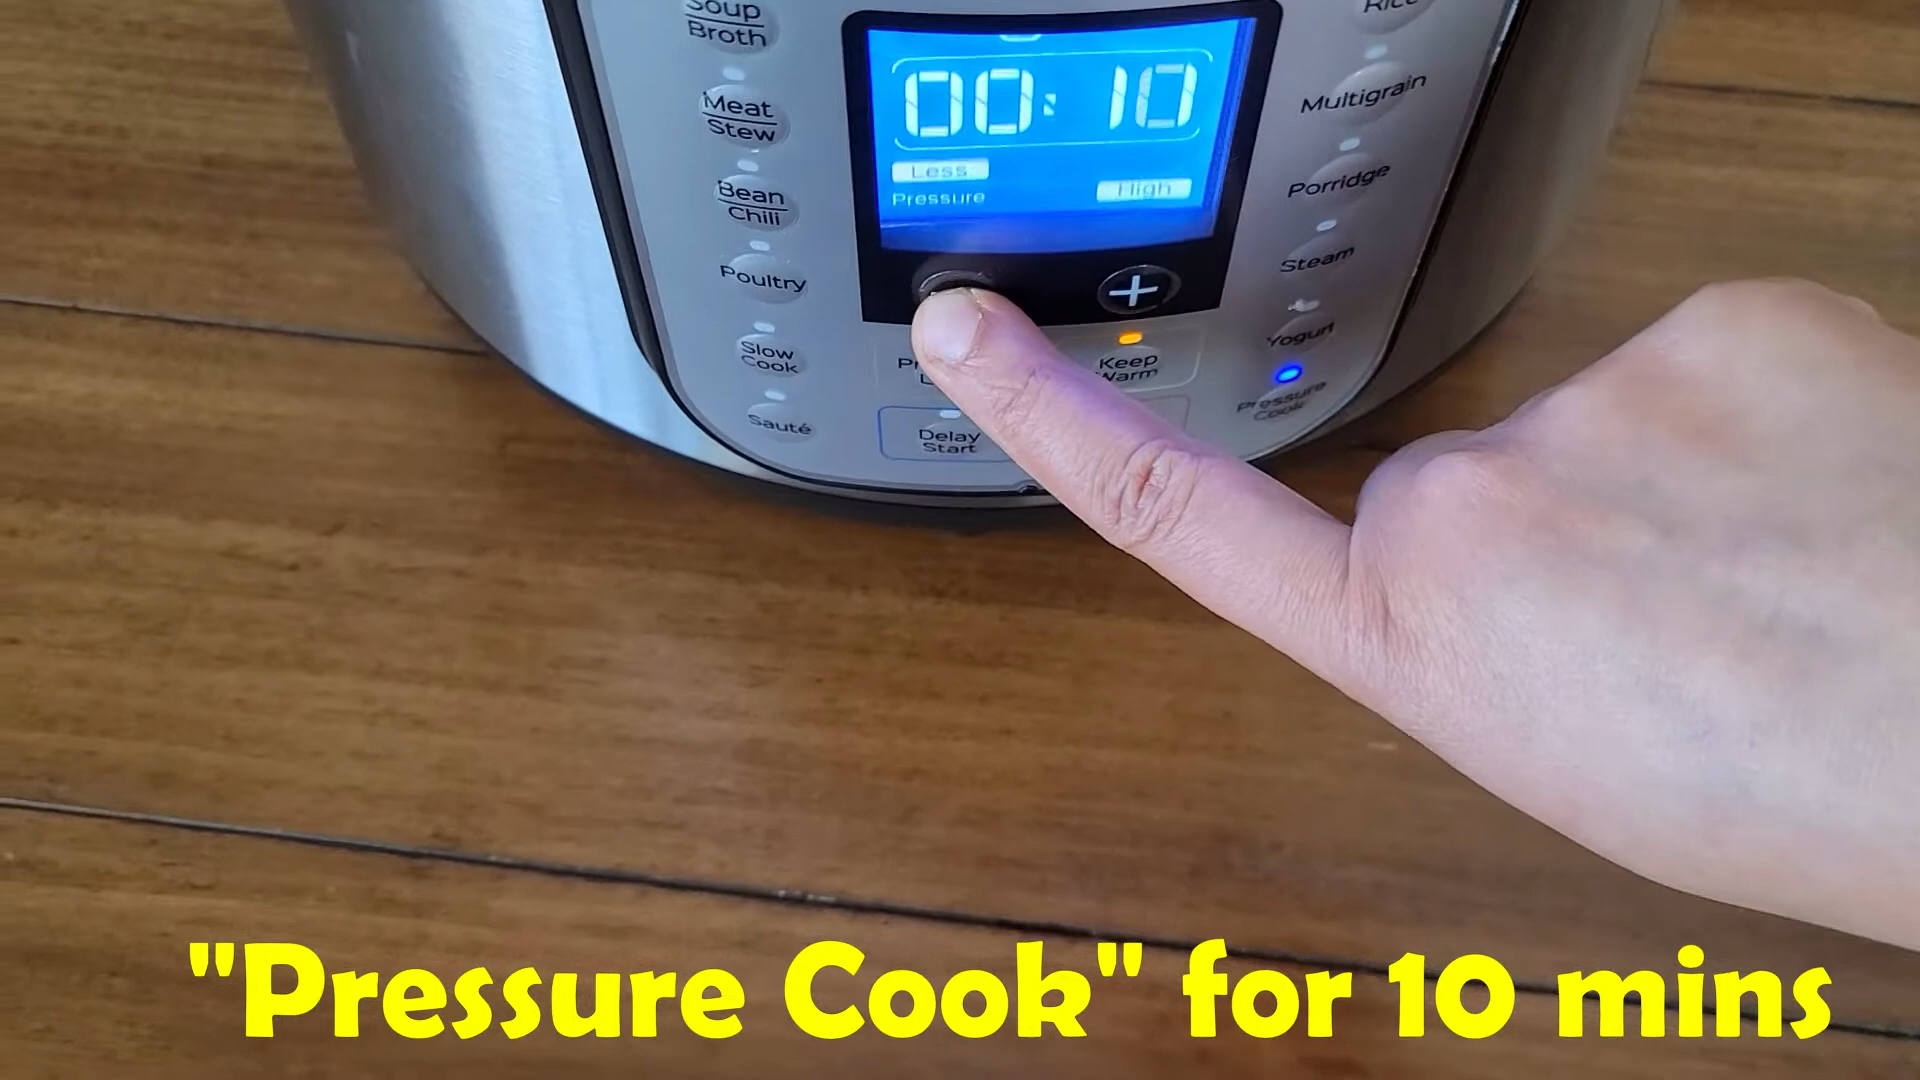 Soup
Broth
Meat
Stew
Bean
Chili
Poultry
Slow
Cook
Sauté
00:10
Less
Pressure
High
+
Keep
Warm
Delay
Start
Rice
Multigrain
Porridge
Steam
Yogurt
Pressure
Cook
"Pressure Cook" for 10 mins